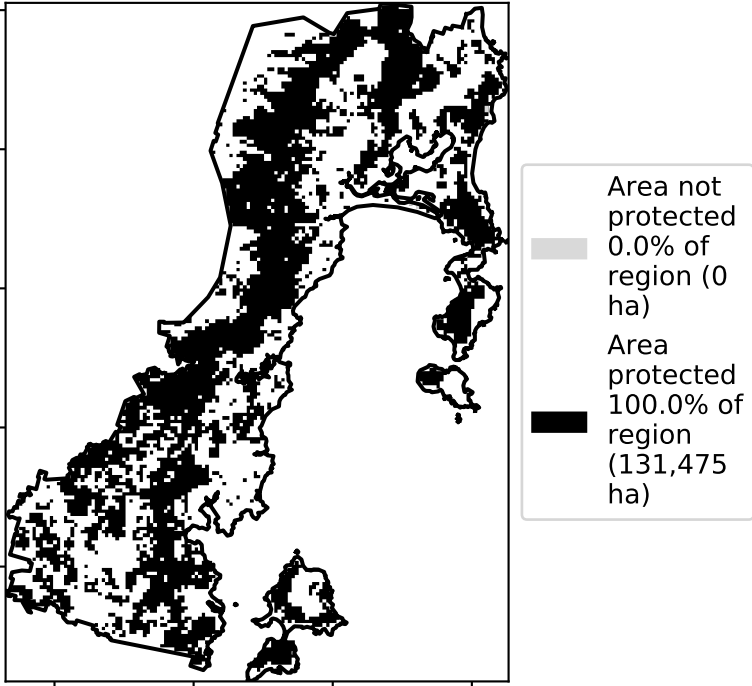 Area not
protected
0.0% of
region (0
ha)
Area
protected
100.0% of
region
(131,475
ha)